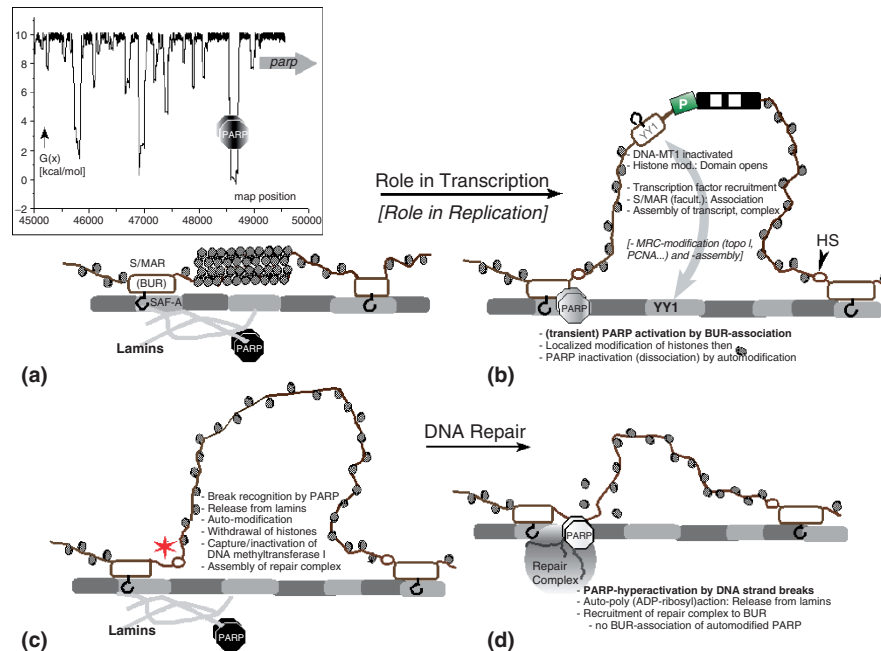 10
8
6
4
2
0
−2
parp
PARP
G(x)
[kcal/mol]
map position
45000 46000 47000 48000 49000 50000
S/MAR
(BUR)
SAF-A
Lamins
PARP
(a)
Role in Transcription
[Role in Replication]
P
YY1
- DNA-MT1 inactivated
- Histone mod.: Domain opens
- Transcription factor recruitment
- S/MAR (facult.): Association
- Assembly of transcript, complex
[- MRC-modification (topo I,
PCNA...) and -assembly]
HS
PARP
YY1
- (transient) PARP activation by BUR-association
- Localized modification of histones then
- PARP inactivation (dissociation) by automodification
(b)
- Break recognition by PARP
- Release from lamins
- Auto-modification
- Withdrawal of histones
- Capture/inactivation of
DNA methyltransferase I
- Assembly of repair complex
Lamins
PARP
(c)
DNA Repair
PARP
Repair
Complex
- PARP-hyperactivation by DNA strand breaks
- Auto-poly (ADP-ribosyl)action: Release from lamins
- Recruitment of repair complex to BUR
- no BUR-association of automodified PARP
(d)